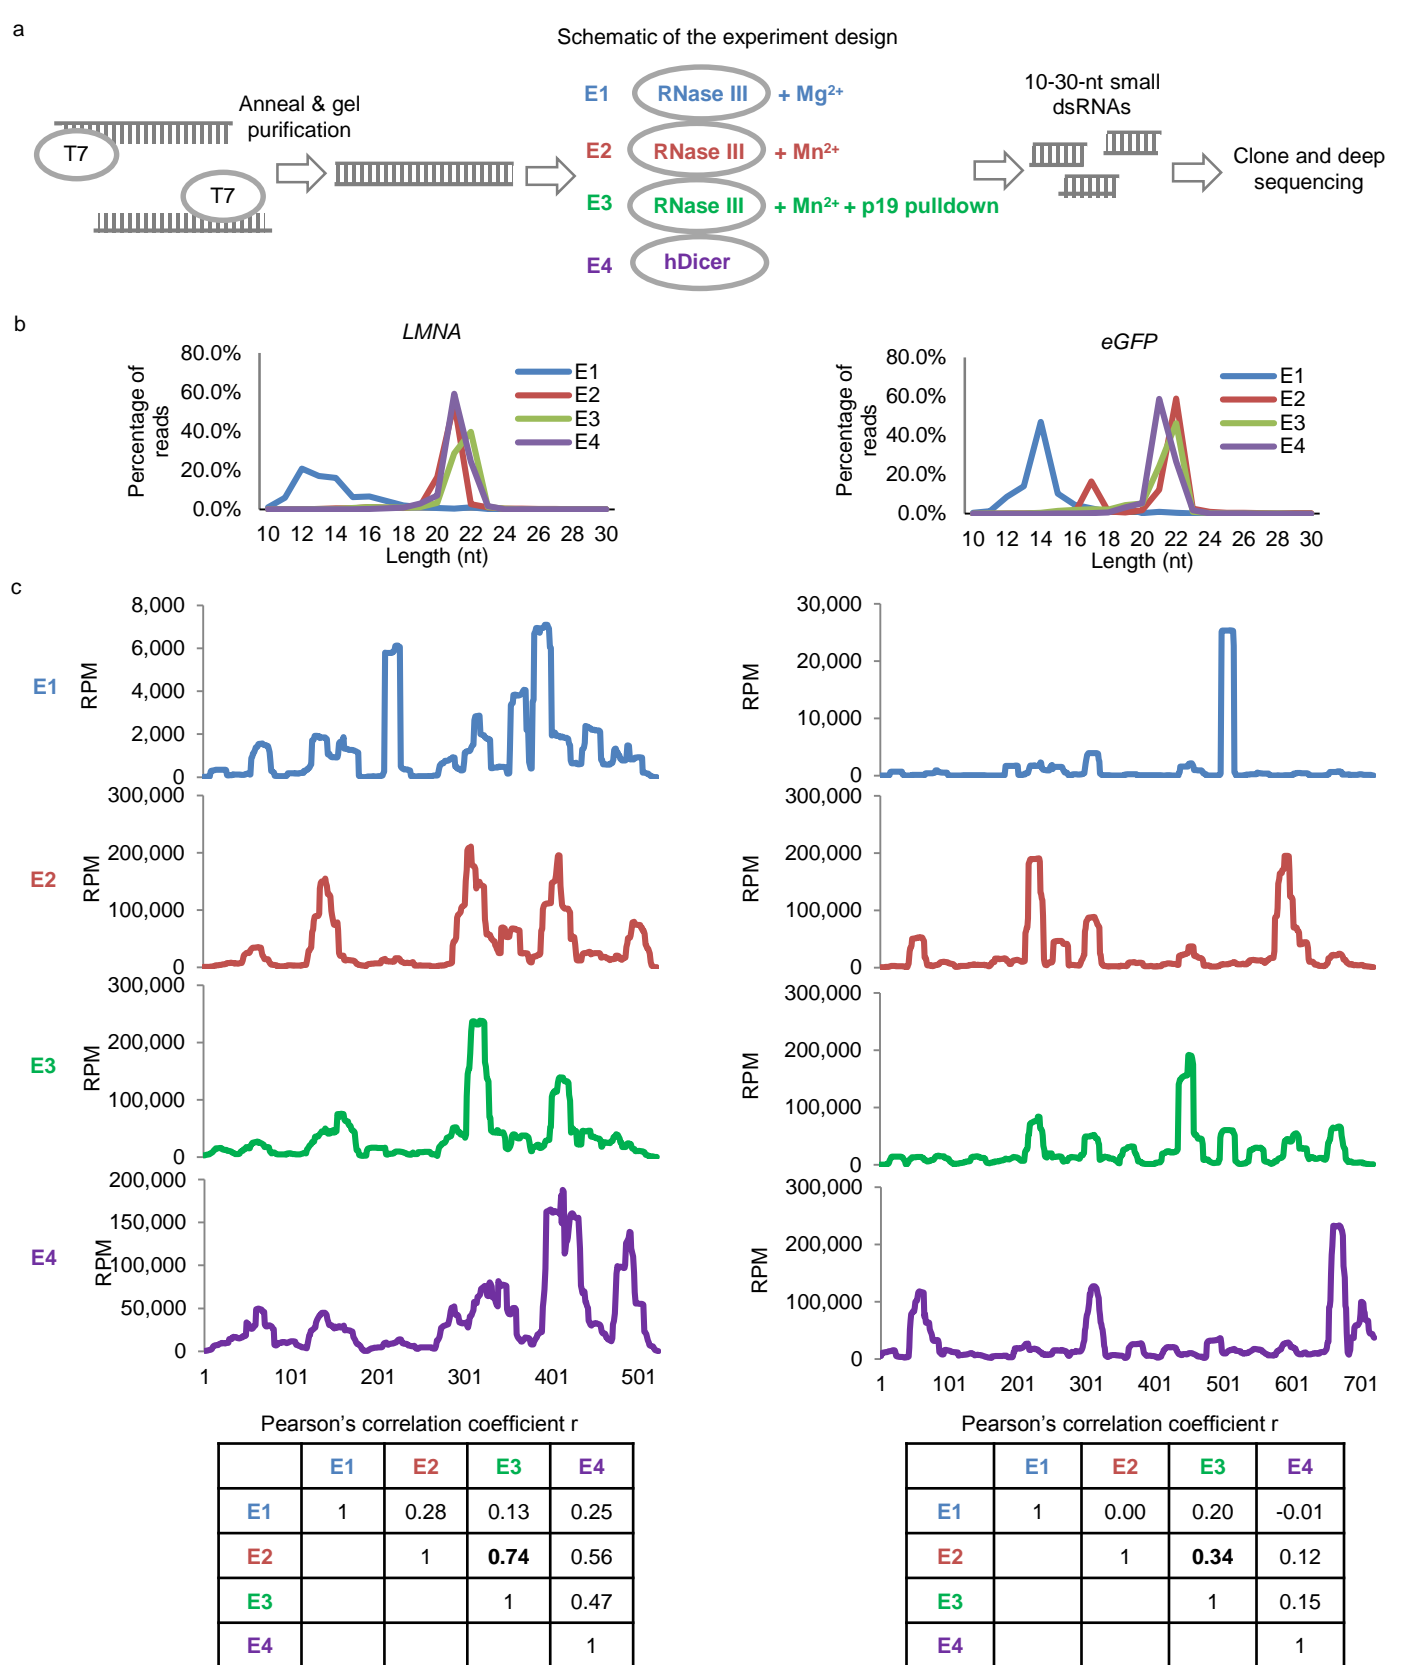 a
Schematic of the experiment design
T7
T7
Anneal & gel
purification
E1 RNase III + Mg²⁺
E2 RNase III + Mn²⁺
E3 RNase III + Mn²⁺ + p19 pulldown
E4 hDicer
10-30-nt small
dsRNAs
Clone and deep
sequencing
b
LMNA
Percentage of
reads
80.0%
60.0%
40.0%
20.0%
0.0%
E1
E2
E3
E4
10 12 14 16 18 20 22 24 26 28 30
Length (nt)
eGFP
Percentage of
reads
80.0%
60.0%
40.0%
20.0%
0.0%
E1
E2
E3
E4
10 12 14 16 18 20 22 24 26 28 30
Length (nt)
c
E1
RPM
8,000
6,000
4,000
2,000
0
RPM
30,000
20,000
10,000
0
E2
RPM
300,000
200,000
100,000
0
RPM
300,000
200,000
100,000
0
E3
RPM
300,000
200,000
100,000
0
RPM
300,000
200,000
100,000
0
E4
RPM
200,000
150,000
100,000
50,000
0
1 101 201 301 401 501
RPM
300,000
200,000
100,000
0
1 101 201 301 401 501 601 701
Pearson’s correlation coefficient r
E1 E2 E3 E4
E1 1 0.28 0.13 0.25
E2 1 0.74 0.56
E3 1 0.47
E4 1
Pearson’s correlation coefficient r
E1 E2 E3 E4
E1 1 0.00 0.20 -0.01
E2 1 0.34 0.12
E3 1 0.15
E4 1